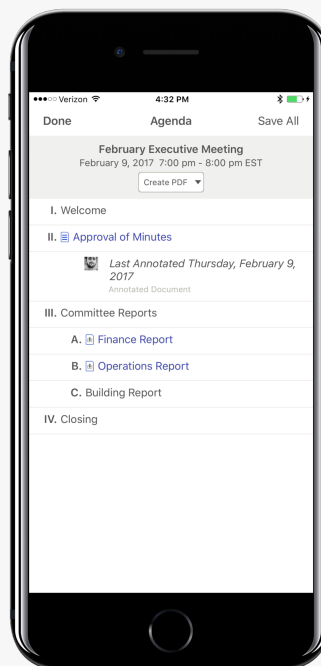 Verizon 4:32 PM
Done Agenda Save All
February Executive Meeting
February 9, 2017 7:00 pm - 8:00 pm EST
Create PDF
I. Welcome
II. Approval of Minutes
Last Annotated Thursday, February 9,
2017
Annotated Document
III. Committee Reports
A. Finance Report
B. Operations Report
C. Building Report
IV. Closing